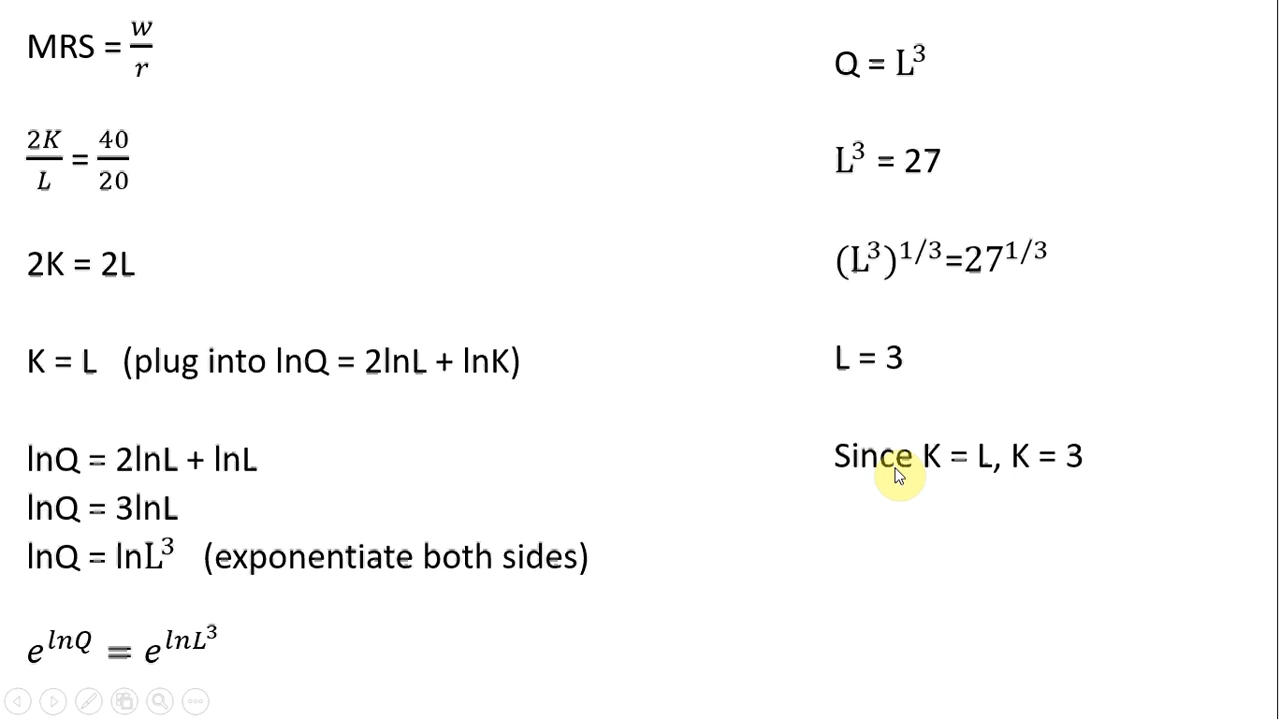 MRS = w/r
2K/L = 40/20
2K = 2L
K = L (plug into lnQ = 2lnL + lnK)
lnQ = 2lnL + lnL
lnQ = 3lnL
lnQ = lnL³ (exponentiate both sides)
e^lnQ = e^lnL³
Q = L³
L³ = 27
(L³)^1/3=27^1/3
L = 3
Since K = L, K = 3